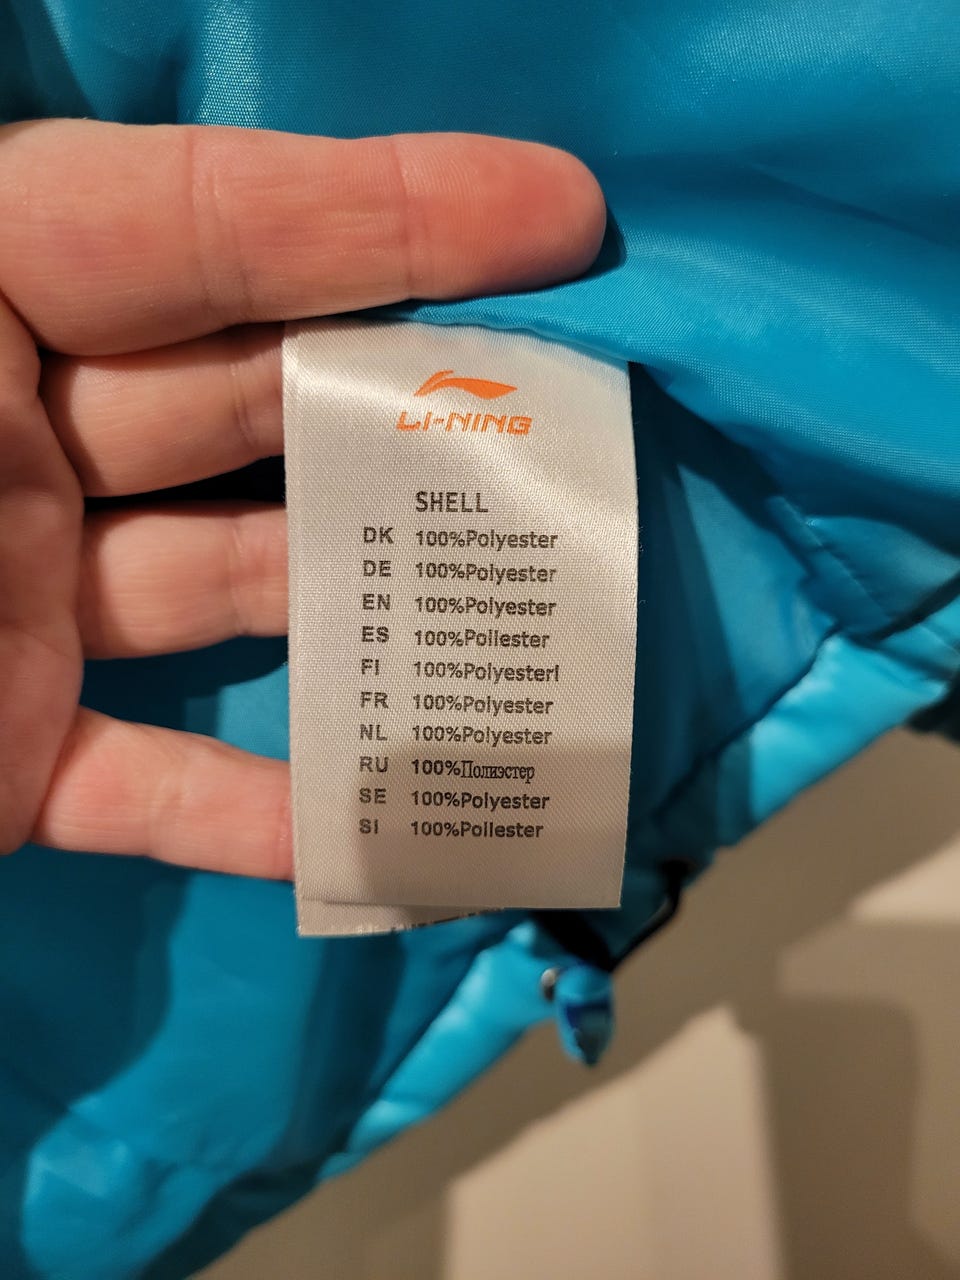 LI-NING
SHELL
DK 100%Polyester
DE 100%Polyester
EN 100%Polyester
ES 100%Poliester
FI 100%Polyesterl
FR 100%Polyester
NL 100%Polyester
RU 100%Полиэстер
SE 100%Polyester
SI 100%Poliester